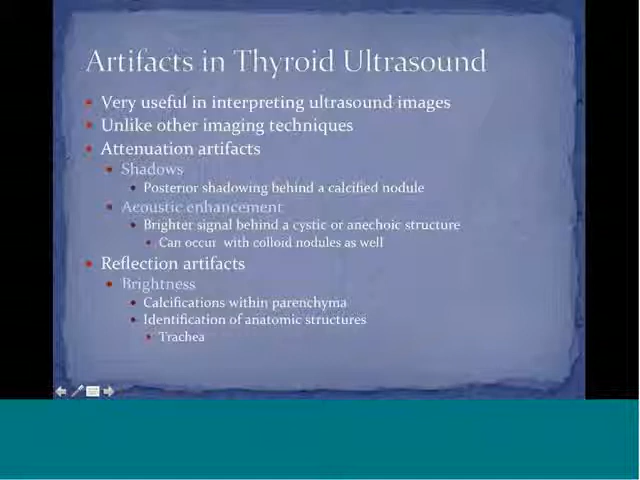 Artifacts in Thyroid Ultrasound
Very useful in interpreting ultrasound images
Unlike other imaging techniques
Attenuation artifacts
Shadows
Posterior shadowing behind a calcified nodule
Acoustic enhancement
Brighter signal behind a cystic or anechoic structure
Can occur with colloid nodules as well
Reflection artifacts
Brightness
Calcifications within parenchyma
Identification of anatomic structures
Trachea